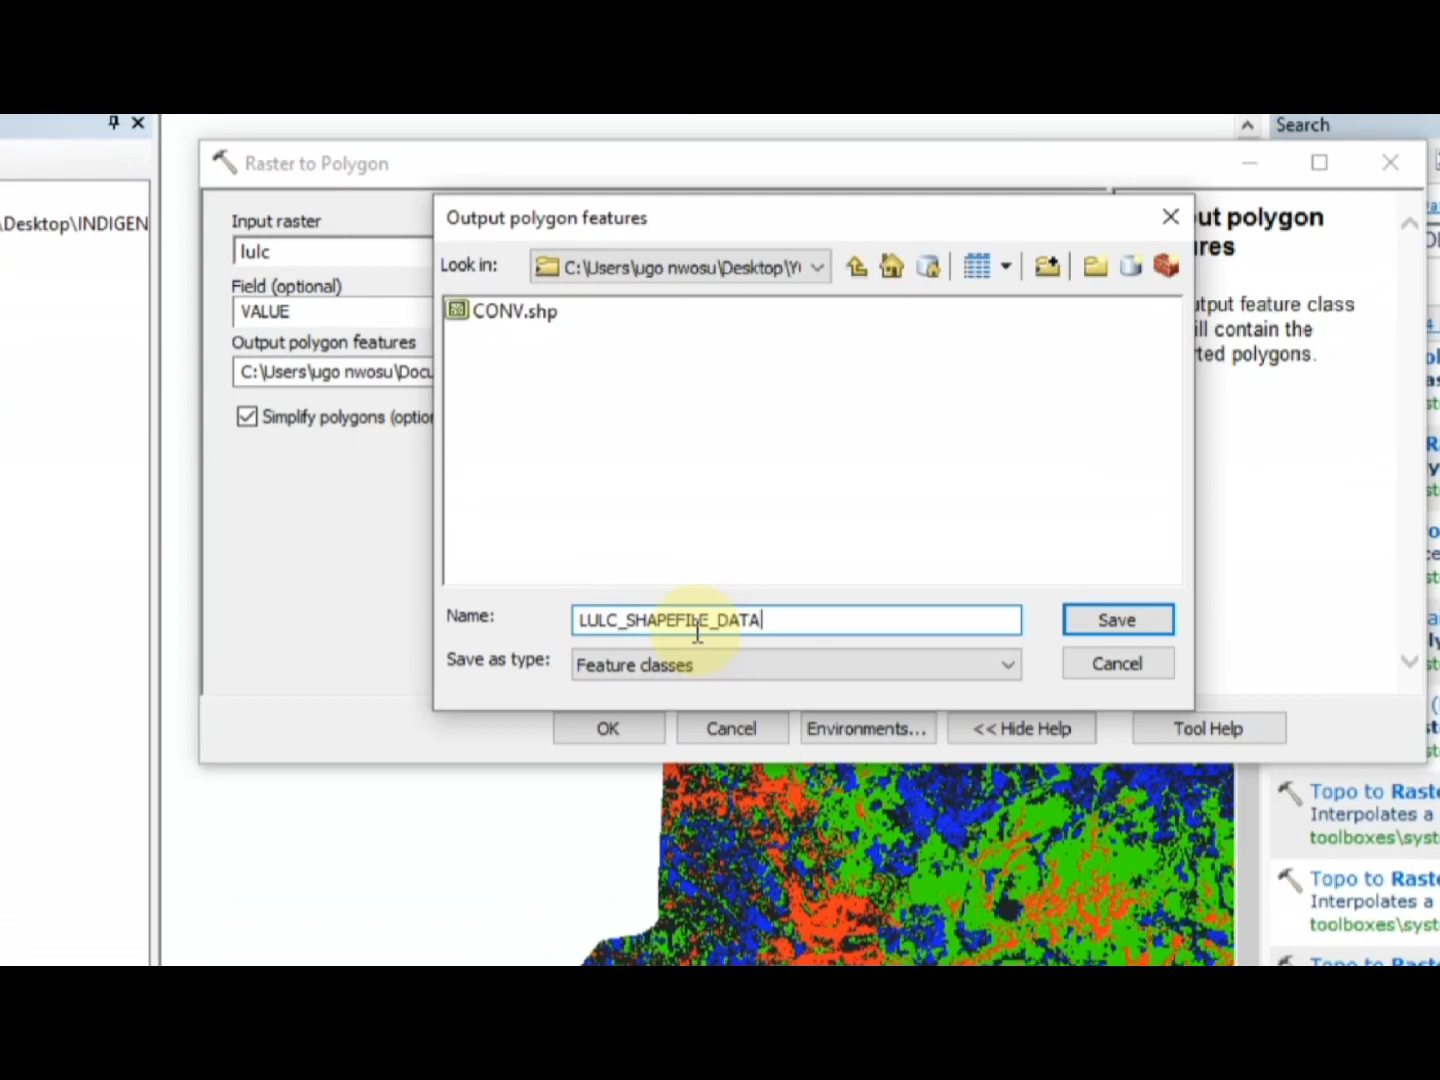 Search
\Desktop\INDIGEN
Raster to Polygon
Input raster
lulc
Field (optional)
VALUE
Output polygon features
C:\Users\ugo nwosu\Docu
Simplify polygons (option
Output polygon features
Look in:
C:\Users\ugo nwosu\Desktop\Y
CONV.shp
Name:
LULC_SHAPEFILE_DATA
Save
Save as type:
Feature classes
Cancel
ut polygon
res
tput feature class
ill contain the
ted polygons.
OK
Cancel
Environments...
<< Hide Help
Tool Help
Topo to Raste
Interpolates a
toolboxes\syst
Topo to Raste
Interpolates a
toolboxes\syst